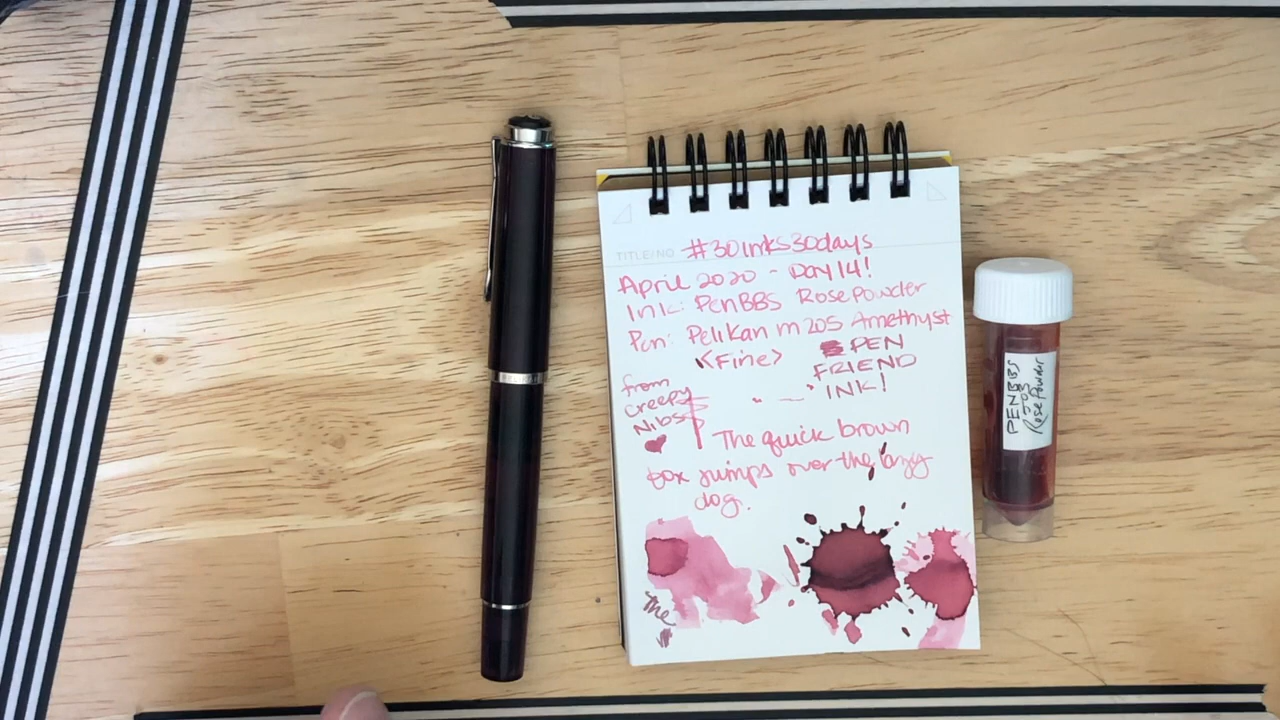 TITLE/NO.
#30inks30days
April 2020 - DAY 14!
Ink: PenBBS Rose Powder
Pen: Pelikan m205 Amethyst
<Fine>
PEN
FRIEND
INK!
from
Creepy
Nibs
The quick brown
fox jumps over the lazy
dog.
the
PENBBS
Rose Powder